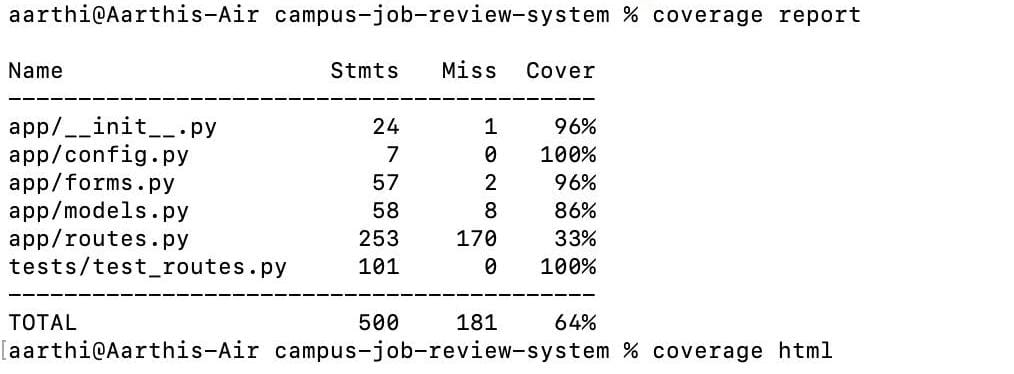 aarthi@Aarthis-Air campus-job-review-system % coverage report
Name Stmts Miss Cover
------------------------------------------
app/__init__.py 24 1 96%
app/config.py 7 0 100%
app/forms.py 57 2 96%
app/models.py 58 8 86%
app/routes.py 253 170 33%
tests/test_routes.py 101 0 100%
------------------------------------------
TOTAL 500 181 64%
[aarthi@Aarthis-Air campus-job-review-system % coverage html